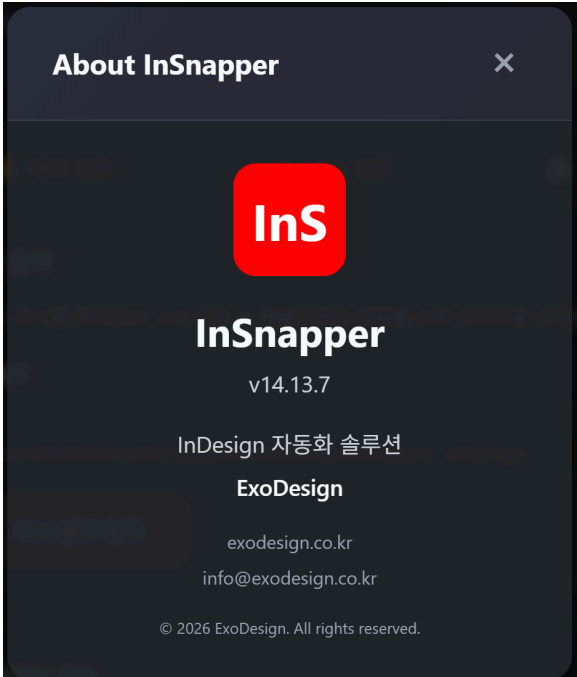 About InSnapper
InS
InSnapper
v14.13.7
InDesign 자동화 솔루션
ExoDesign
exodesign.co.kr
info@exodesign.co.kr
© 2026 ExoDesign. All rights reserved.